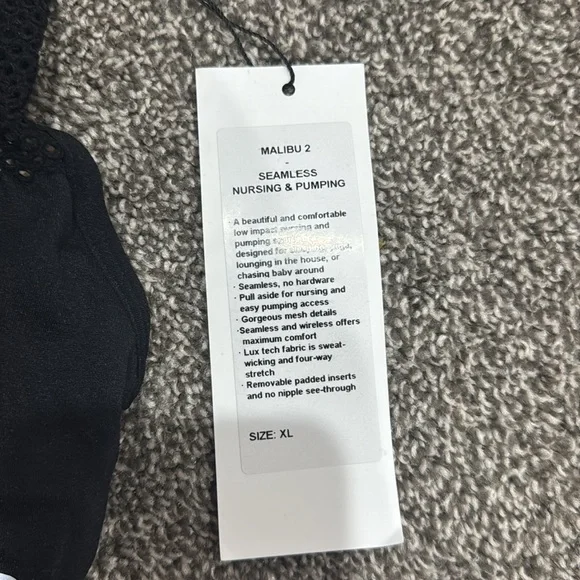 MALIBU 2
-
SEAMLESS
NURSING & PUMPING
A beautiful and comfortable
low impact nursing and
pumping
designed for
lounging in the house, or
chasing baby around
· Seamless, no hardware
· Pull aside for nursing and
easy pumping access
· Gorgeous mesh details
·Seamless and wireless offers
maximum comfort
· Lux tech fabric is sweat-
wicking and four-way
stretch
· Removable padded inserts
and no nipple see-through
SIZE: XL